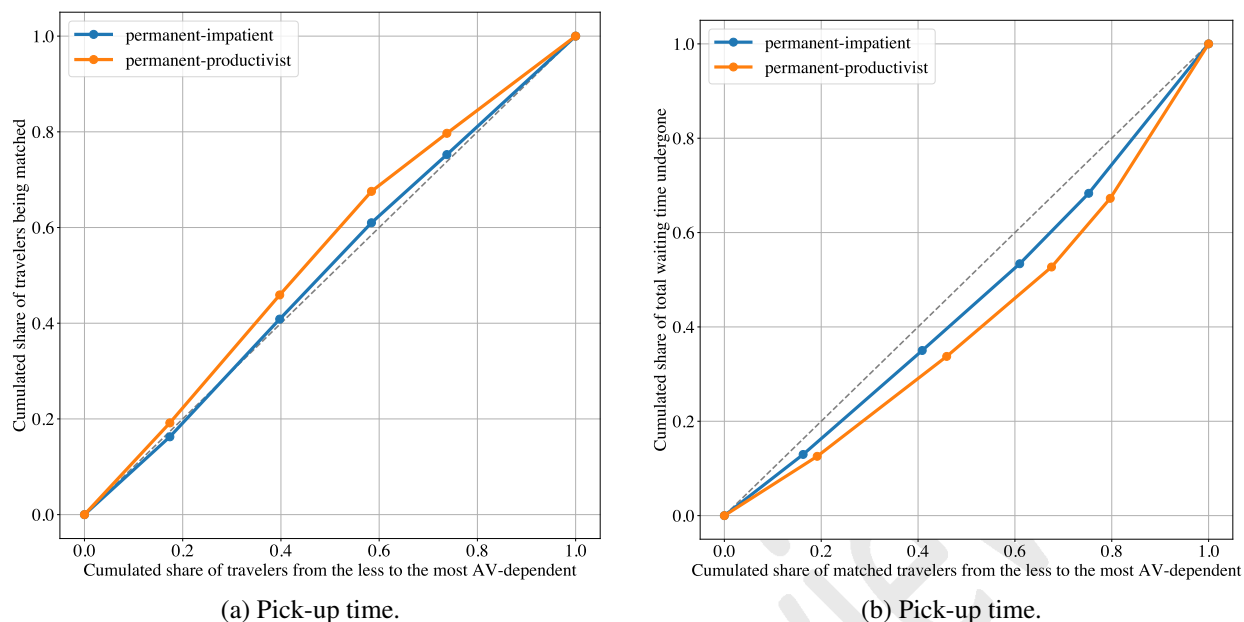 permanent-impatient
permanent-productivist
Cumulated share of travelers being matched
1.0
0.8
0.6
0.4
0.2
0.0
0.0 0.2 0.4 0.6 0.8 1.0
Cumulated share of travelers from the less to the most AV-dependent
(a) Pick-up time.
permanent-impatient
permanent-productivist
Cumulated share of total waiting time undergone
1.0
0.8
0.6
0.4
0.2
0.0
0.0 0.2 0.4 0.6 0.8 1.0
Cumulated share of matched travelers from the less to the most AV-dependent
(b) Pick-up time.